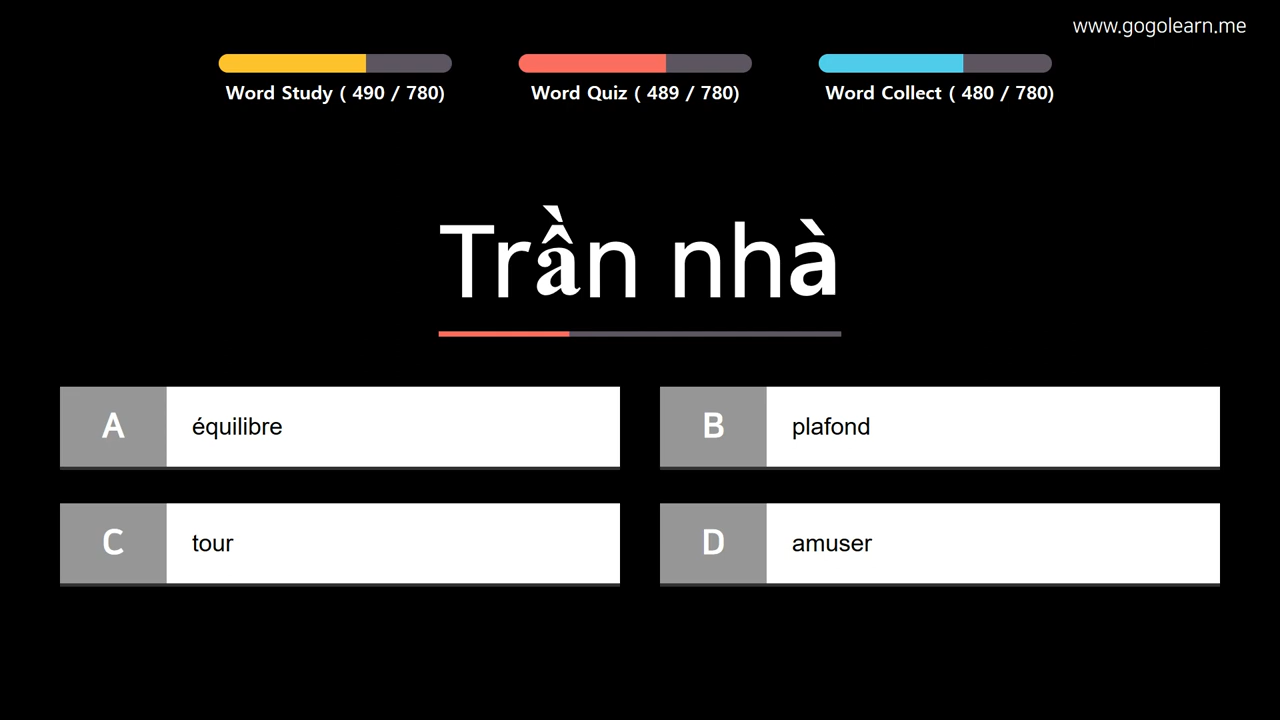 www.gogolearn.me
Word Study ( 490 / 780)
Word Quiz ( 489 / 780)
Word Collect ( 480 / 780)
Trần nhà
A équilibre
B plafond
C tour
D amuser